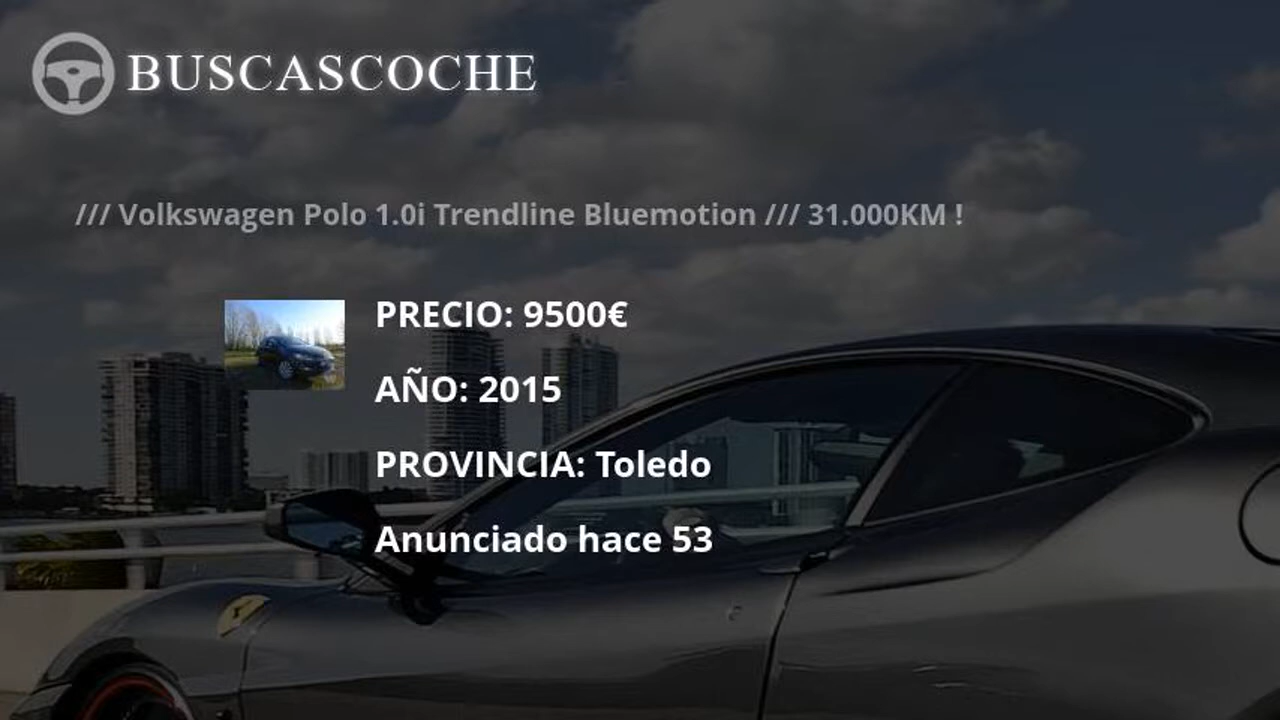 BUSCASCOCHE
/// Volkswagen Polo 1.0i Trendline Bluemotion /// 31.000KM !
PRECIO: 9500€
AÑO: 2015
PROVINCIA: Toledo
Anunciado hace 53